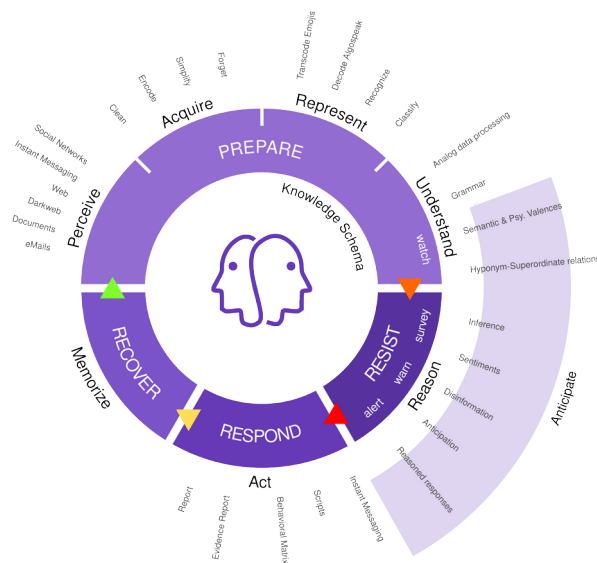 Social Networks
Instant Messaging
Web
Darkweb
Documents
eMails
Perceive
Clean
Encode
Simplify
Forget
Acquire
Transcode Emojis
Decode Algospeak
Recognize
Classify
Represent
PREPARE
Knowledge Schema
Analog data processing
Grammar
Semantic & Psy. Valences
Hyponym-Superordinate relations
Understand
watch
Inference
Sentiments
Disinformation
Anticipation
Reasoned responses
Anticipate
Reason
RESIST
survey
warn
alert
Instant Messaging
Scripts
Behavioral Matrix
Evidence Report
Report
Act
RESPOND
RECOVER
Memorize